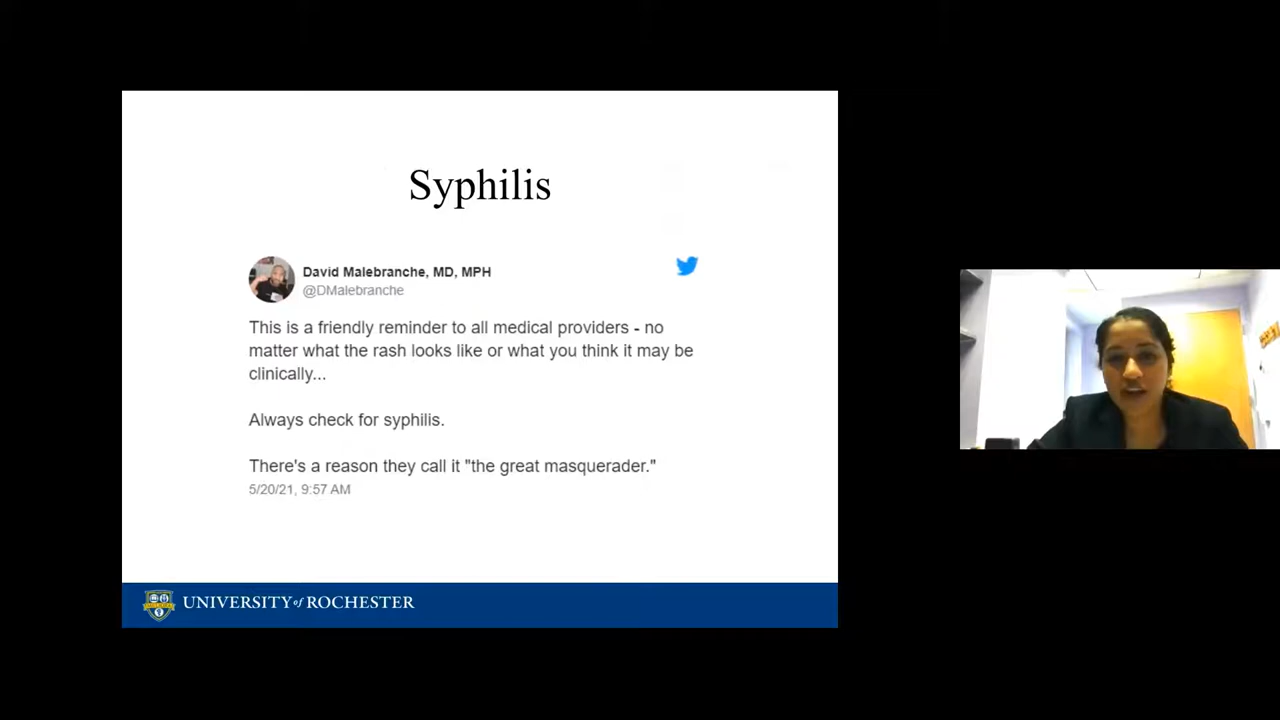 Syphilis
David Malebranche, MD, MPH
@DMalebranche
This is a friendly reminder to all medical providers - no
matter what the rash looks like or what you think it may be
clinically...
Always check for syphilis.
There's a reason they call it "the great masquerader."
5/20/21, 9:57 AM
UNIVERSITY of ROCHESTER